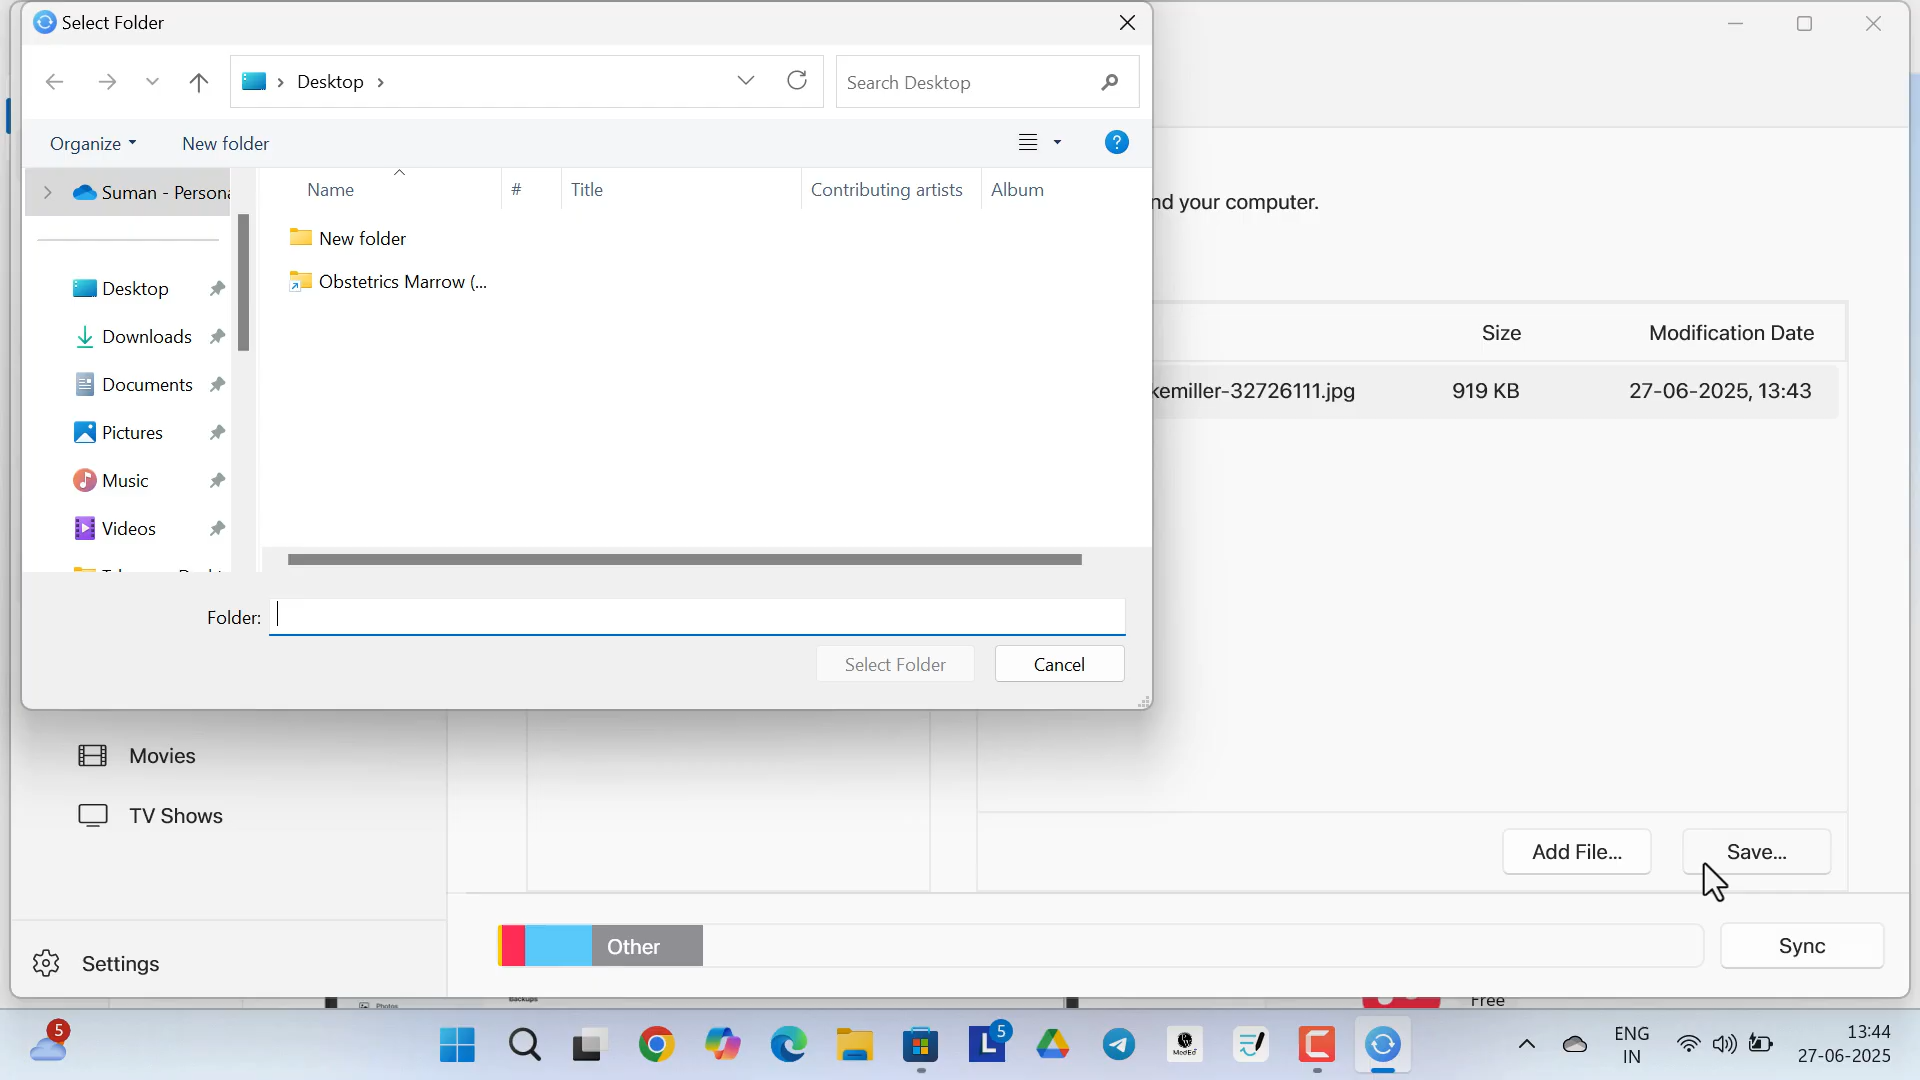 Select Folder
Desktop
Search Desktop
Organize
New folder
?
Suman - Persona
Name
#
Title
Contributing artists
Album
New folder
Obstetrics Marrow (...
Desktop
Downloads
Documents
Pictures
Music
Videos
Folder:
Select Folder
Cancel
nd your computer.
Size
Modification Date
kemiller-32726111.jpg
919 KB
27-06-2025, 13:43
Movies
TV Shows
Add File...
Save...
Settings
Other
Sync
Photos
Backups
Free
5
L
5
ModEd
ENG
IN
13:44
27-06-2025